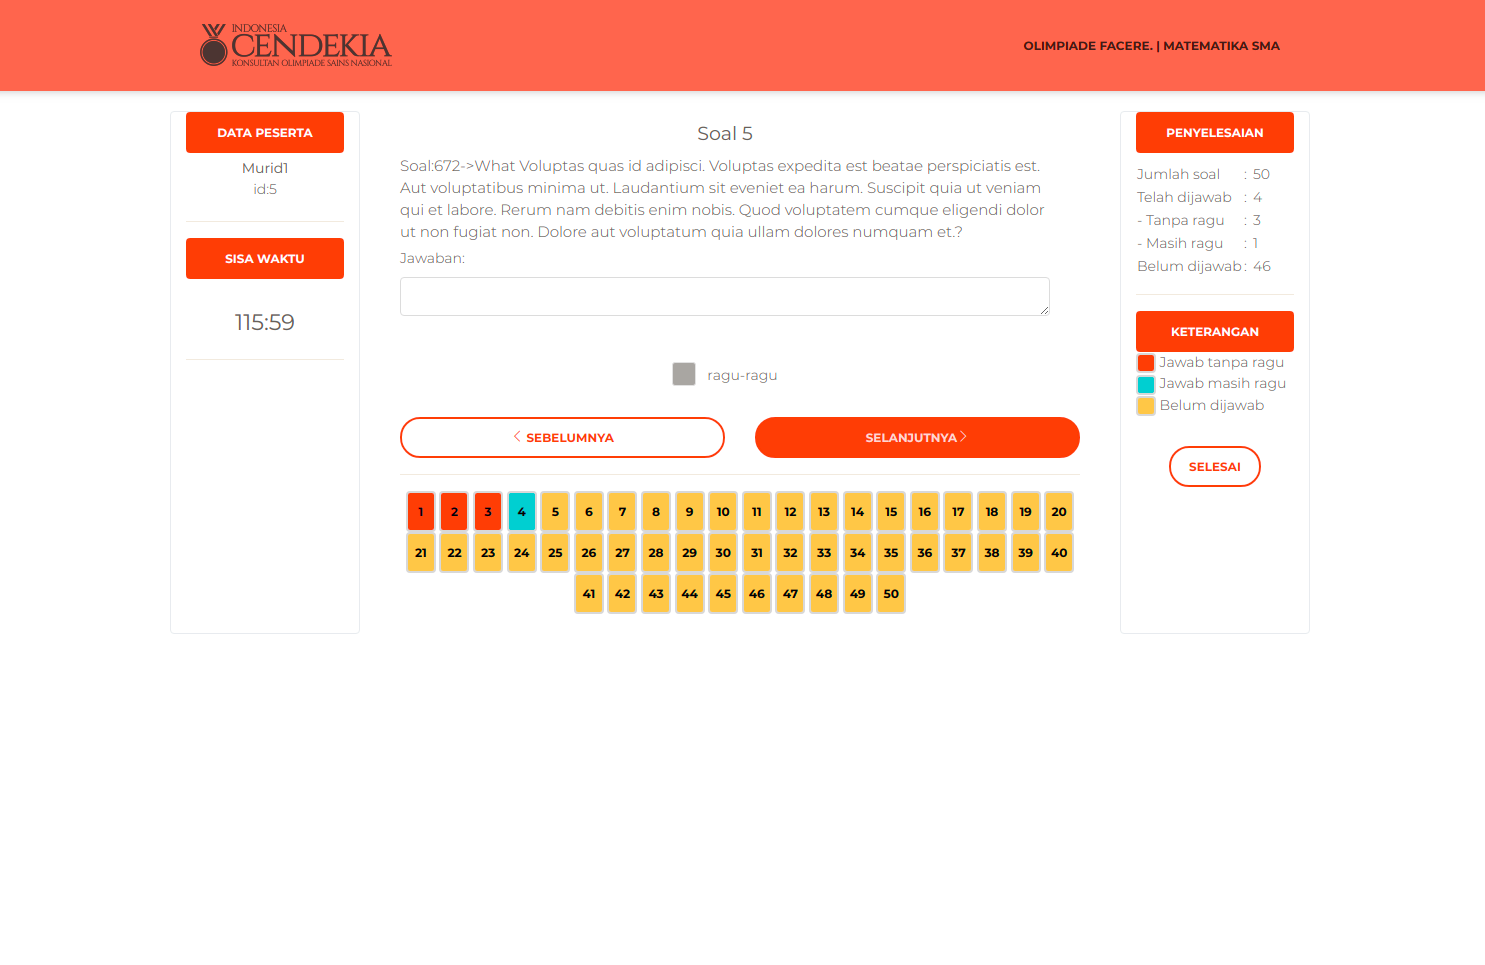 INDONESIA
CENDEKIA
KONSULTAN OLIMPIADE SAINS NASIONAL
OLIMPIADE FACERE. | MATEMATIKA SMA
DATA PESERTA
Murid1
id:5
SISA WAKTU
115:59
Soal 5
Soal:672->What Voluptas quas id adipisci. Voluptas expedita est beatae perspiciatis est.
Aut voluptatibus minima ut. Laudantium sit eveniet ea harum. Suscipit quia ut veniam
qui et labore. Rerum nam debitis enim nobis. Quod voluptatem cumque eligendi dolor
ut non fugiat non. Dolore aut voluptatum quia ullam dolores numquam et.?
Jawaban:
ragu-ragu
SEBELUMNYA
SELANJUTNYA
1 2 3 4 5 6 7 8 9 10 11 12 13 14 15 16 17 18 19 20
21 22 23 24 25 26 27 28 29 30 31 32 33 34 35 36 37 38 39 40
41 42 43 44 45 46 47 48 49 50
PENYELESAIAN
Jumlah soal : 50
Telah dijawab : 4
- Tanpa ragu : 3
- Masih ragu : 1
Belum dijawab : 46
KETERANGAN
Jawab tanpa ragu
Jawab masih ragu
Belum dijawab
SELESAI